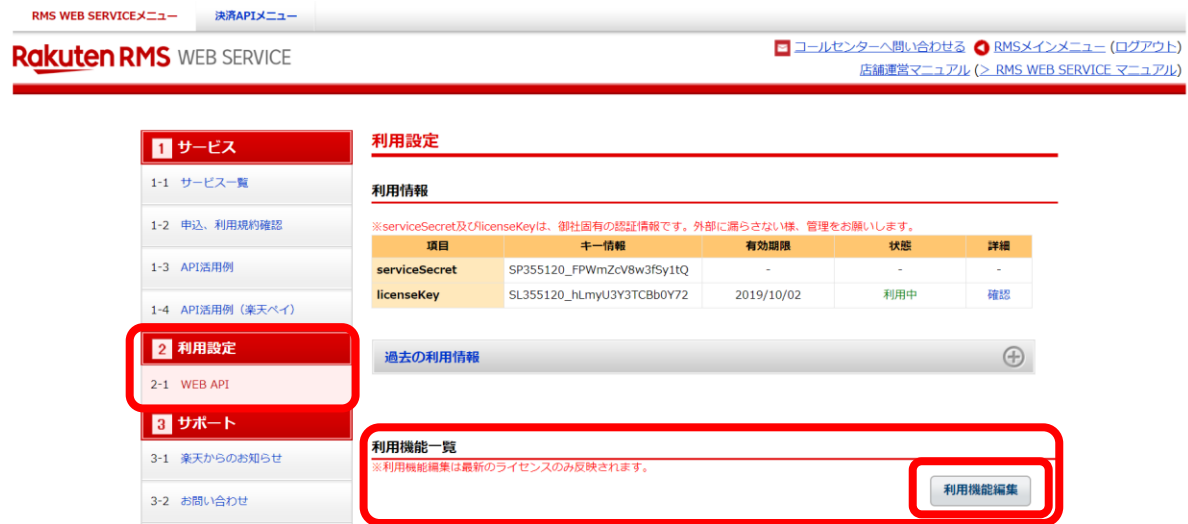 RMS WEB SERVICEメニュー 決済APIメニュー
Rakuten RMS WEB SERVICE
コールセンターへ問い合わせる RMSメインメニュー (ログアウト)
店舗運営マニュアル (> RMS WEB SERVICE マニュアル)
1 サービス
1-1 サービス一覧
1-2 申込、利用規約確認
1-3 API活用例
1-4 API活用例（楽天ペイ）
2 利用設定
2-1 WEB API
3 サポート
3-1 楽天からのお知らせ
3-2 お問い合わせ
利用設定
利用情報
※serviceSecret及びlicenseKeyは、御社固有の認証情報です。外部に漏らさない様、管理をお願いします。
項目 キー情報 有効期限 状態 詳細
serviceSecret SP355120_FPWmZcV8w3fSy1tQ - - -
licenseKey SL355120_hLmyU3Y3TCBb0Y72 2019/10/02 利用中 確認
過去の利用情報
利用機能一覧
※利用機能編集は最新のライセンスのみ反映されます。
利用機能編集